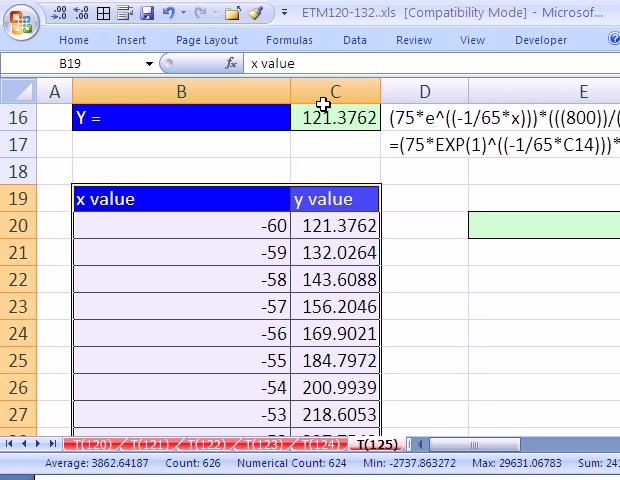 ETM120-132..xls [Compatibility Mode] - Microsof...
Home Insert Page Layout Formulas Data Review View Developer
B19 fx x value
A B C D E
16 Y = 121.3762 (75*e^((-1/65*x)))*(((800))/(
17 =(75*EXP(1)^((-1/65*C14)))*
18
19 x value y value
20 -60 121.3762
21 -59 132.0264
22 -58 143.6088
23 -57 156.2046
24 -56 169.9021
25 -55 184.7972
26 -54 200.9939
27 -53 218.6053
T(120) T(121) T(122) T(123) T(124) T(125)
Average: 3862.64187 Count: 626 Numerical Count: 624 Min: -2737.863272 Max: 29631.06783 Sum: 241